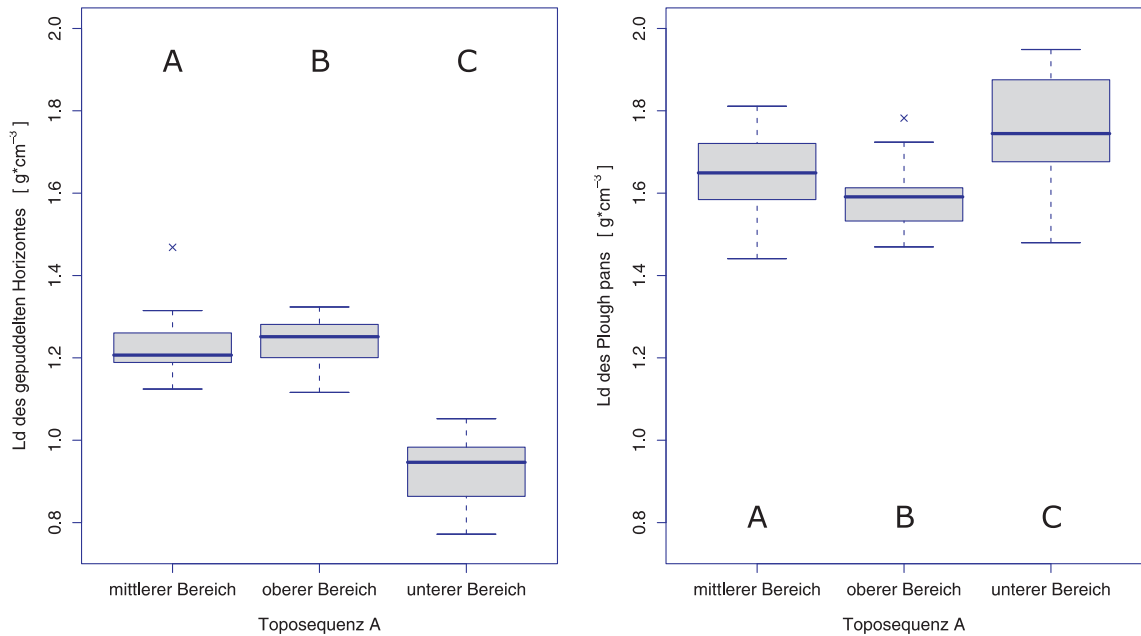 Ld des gepuddelten Horizontes [ g*cm⁻³ ]
2.0
1.8
1.6
1.4
1.2
1.0
0.8
A B C
×
mittlerer Bereich oberer Bereich unterer Bereich
Toposequenz A
Ld des Plough pans [ g*cm⁻³ ]
2.0
1.8
1.6
1.4
1.2
1.0
0.8
×
A B C
mittlerer Bereich oberer Bereich unterer Bereich
Toposequenz A